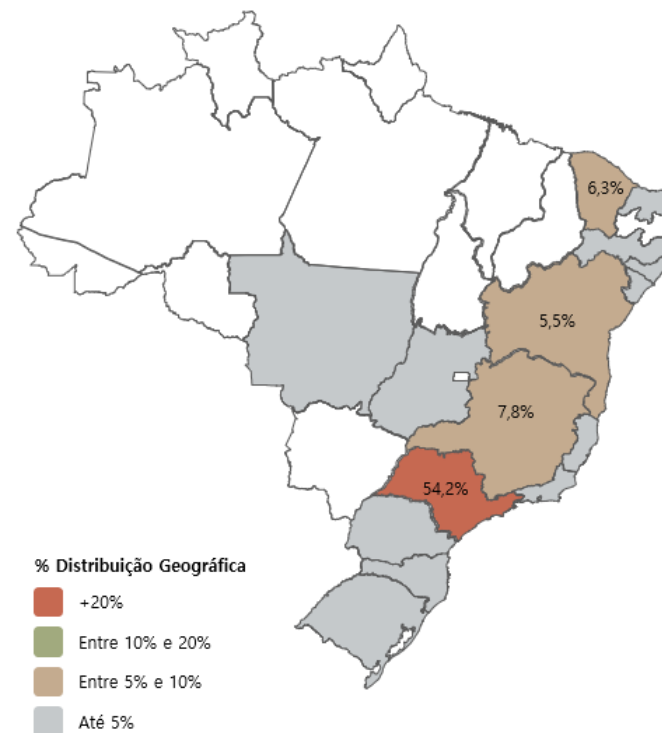 6,3%
5,5%
7,8%
54,2%
% Distribuição Geográfica
+20%
Entre 10% e 20%
Entre 5% e 10%
Até 5%